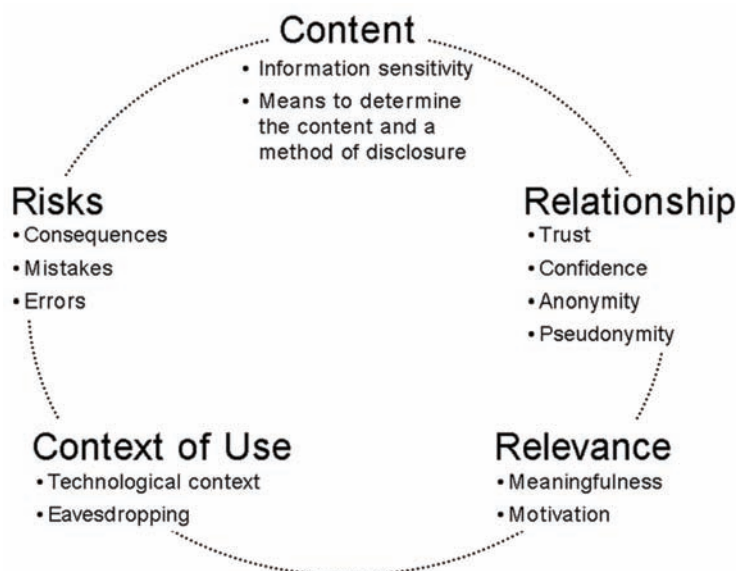 Content
• Information sensitivity
• Means to determine
the content and a
method of disclosure
Relationship
• Trust
• Confidence
• Anonymity
• Pseudonymity
Relevance
• Meaningfulness
• Motivation
Context of Use
• Technological context
• Eavesdropping
Risks
• Consequences
• Mistakes
• Errors